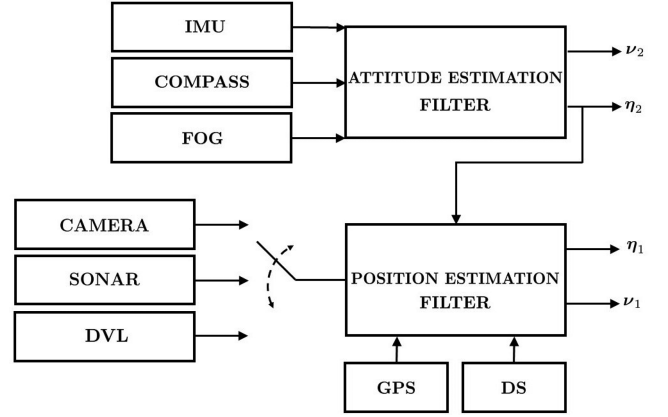 IMU
COMPASS
FOG
ATTITUDE ESTIMATION
FILTER
ν₂
η₂
CAMERA
SONAR
DVL
POSITION ESTIMATION
FILTER
η₁
ν₁
GPS
DS